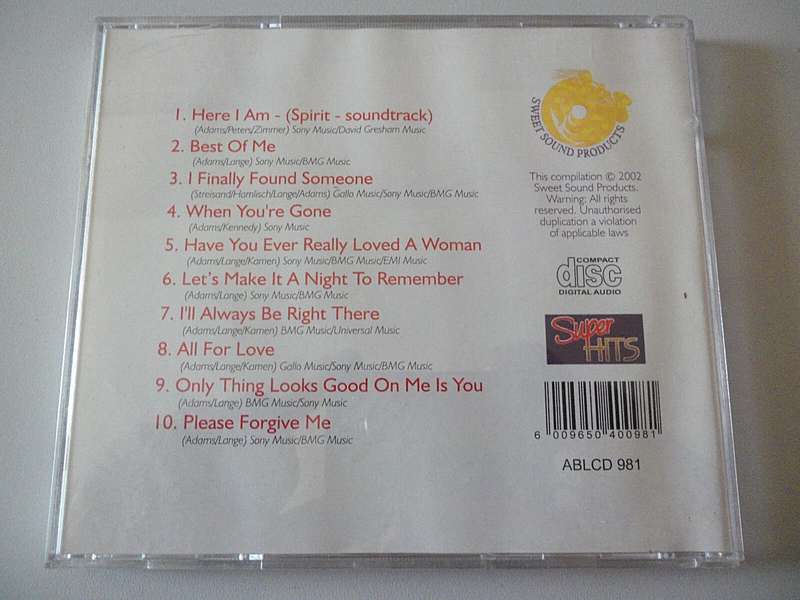 1. Here I Am - (Spirit - soundtrack)
(Adams/Peters/Zimmer) Sony Music/David Gresham Music
2. Best Of Me
(Adams/Lange) Sony Music/BMG Music
3. I Finally Found Someone
(Streisand/Hamlisch/Lange/Adams) Gallo Music/Sony Music/BMG Music
4. When You're Gone
(Adams/Kennedy) Sony Music
5. Have You Ever Really Loved A Woman
(Adams/Lange/Kamen) Sony Music/BMG Music/EMI Music
6. Let's Make It A Night To Remember
(Adams/Lange) Sony Music/BMG Music
7. I'll Always Be Right There
(Adams/Lange/Kamen) BMG Music/Universal Music
8. All For Love
(Adams/Lange/Kamen) Gallo Music/Sony Music/BMG Music
9. Only Thing Looks Good On Me Is You
(Adams/Lange) BMG Music/Sony Music
10. Please Forgive Me
(Adams/Lange) Sony Music/BMG Music
SWEET SOUND PRODUCTS
This compilation © 2002
Sweet Sound Products.
Warning: All rights
reserved. Unauthorised
duplication a violation
of applicable laws
COMPACT
disc
DIGITAL AUDIO
Super
HITS
6 009650 400981
ABLCD 981